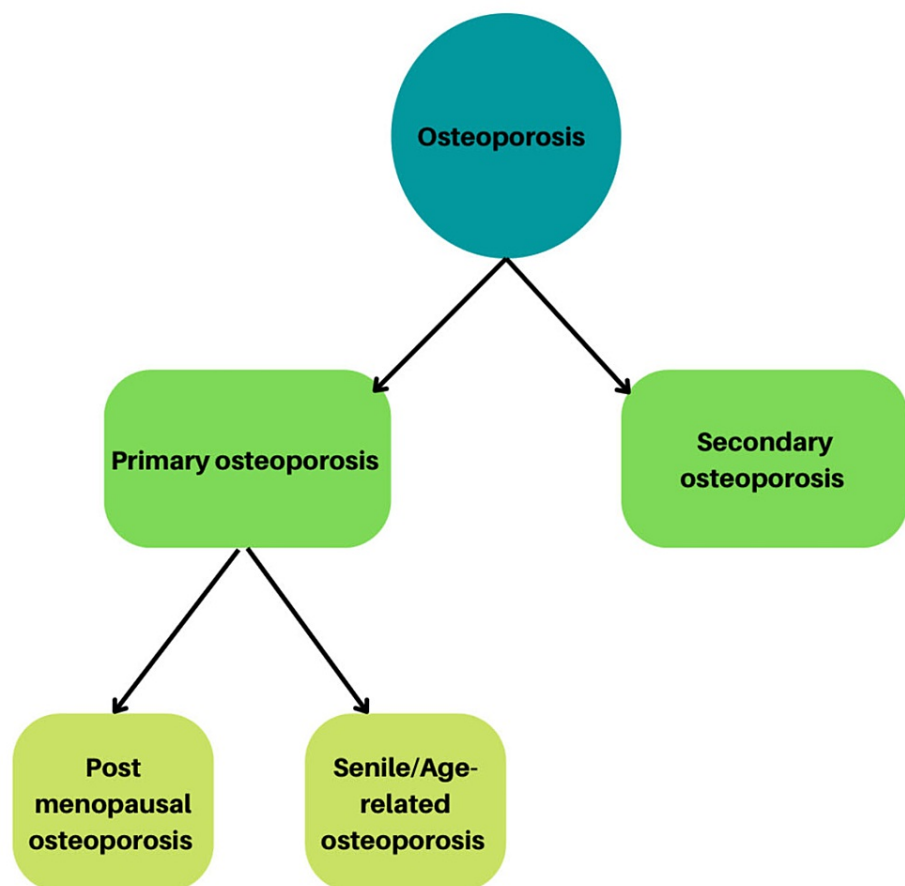 Osteoporosis
Primary osteoporosis
Secondary
osteoporosis
Post
menopausal
osteoporosis
Senile/Age-
related
osteoporosis